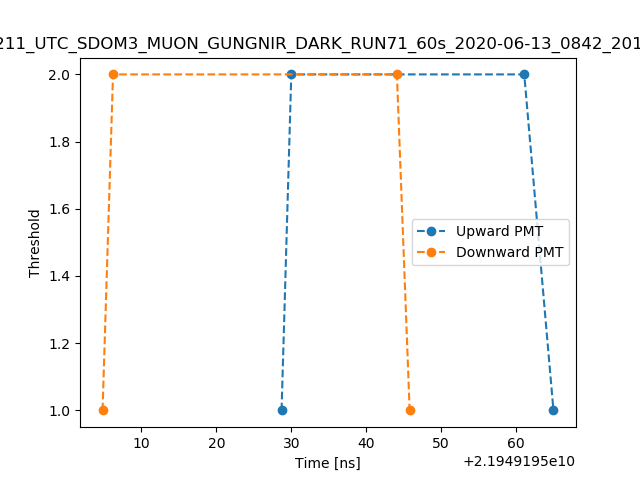 211_UTC_SDOM3_MUON_GUNGNIR_DARK_RUN71_60s_2020-06-13_0842_201
2.0
1.8
1.6
1.4
1.2
1.0
Threshold
Upward PMT
Downward PMT
10 20 30 40 50 60
Time [ns]
+2.1949195e10